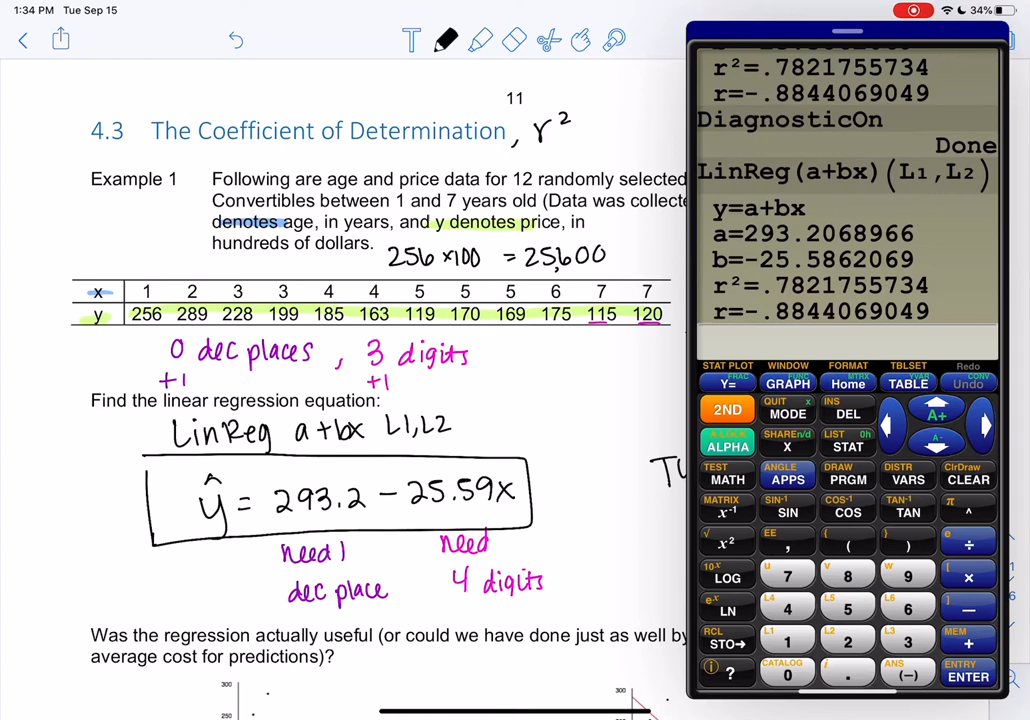 1:34 PM Tue Sep 15
34%
11
4.3 The Coefficient of Determination , r²
Example 1 Following are age and price data for 12 randomly selected
Convertibles between 1 and 7 years old (Data was collecte
denotes age, in years, and y denotes price, in
hundreds of dollars.
256 ×100 = 25,600
x 1 2 3 3 4 4 5 5 5 6 7 7
y 256 289 228 199 185 163 119 170 169 175 115 120
0 dec places , 3 digits
+1 +1
Find the linear regression equation:
LinReg a+bx L1,L2
ŷ = 293.2 − 25.59x
need 1 need
dec place 4 digits
Was the regression actually useful (or could we have done just as well by
average cost for predictions)?
300
250
300
r²=.7821755734
r=-.8844069049
DiagnosticOn
Done
LinReg(a+bx)(L₁,L₂)
y=a+bx
a=293.2068966
b=-25.5862069
r²=.7821755734
r=-.8844069049
STAT PLOT WINDOW FORMAT TBLSET Redo
FRAC FUNC MTRX TVAR CONV
Y= GRAPH Home TABLE Undo
QUIT x INS
2ND MODE DEL A+
A-LOCK SHARE n/d LIST 0h A-
ALPHA X STAT
TEST ANGLE DRAW DISTR ClrDraw
MATH APPS PRGM VARS CLEAR
MATRIX SIN⁻¹ COS⁻¹ TAN⁻¹ π
x⁻¹ SIN COS TAN ^
√ EE { } e
x² , ( ) ÷
10ˣ u v w [
LOG 7 8 9 ×
eˣ L4 L5 L6 ]
LN 4 5 6 —
RCL L1 L2 L3 MEM
STO→ 1 2 3 +
CATALOG i ANS ENTRY
? 0 . (−) ENTER